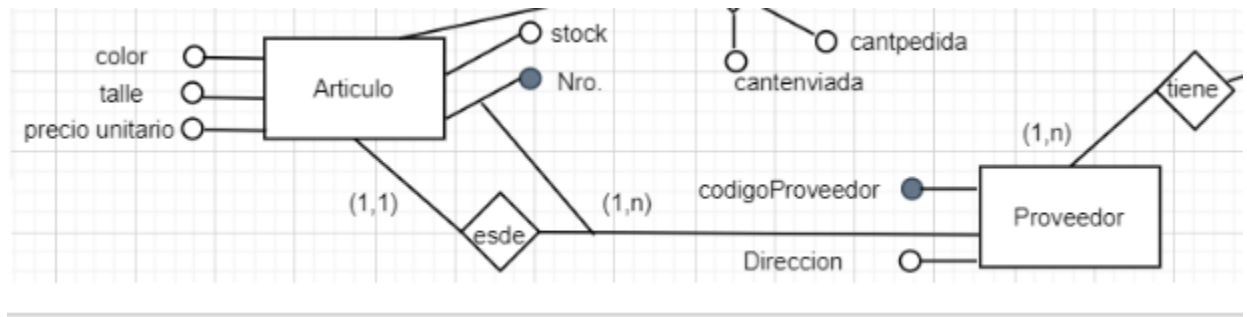 stock
cantpedida
color
Articulo
Nro.
cantenviada
tiene
talle
precio unitario
(1,n)
codigoProveedor
(1,1)
(1,n)
Proveedor
esde
Direccion